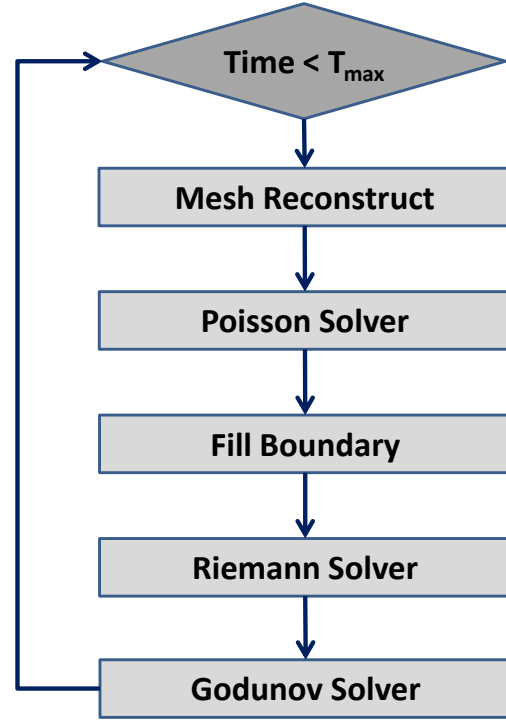 Time < Tmax
Mesh Reconstruct
Poisson Solver
Fill Boundary
Riemann Solver
Godunov Solver